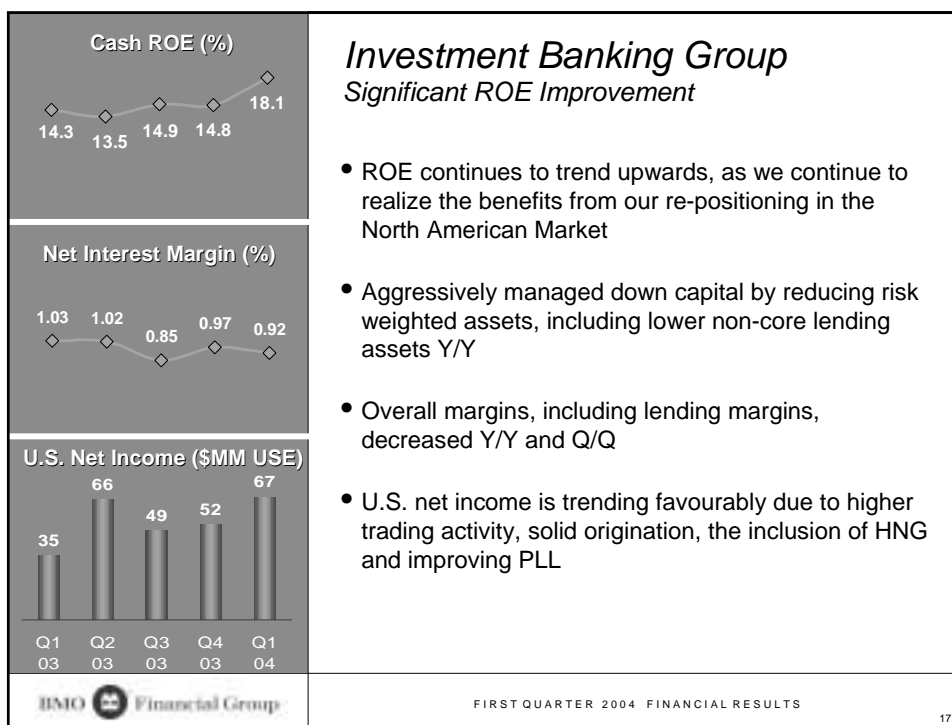 Cash ROE (%)
18.1
14.3
13.5
14.9
14.8
Net Interest Margin (%)
1.03
1.02
0.85
0.97
0.92
U.S. Net Income ($MM USE)
35
66
49
52
67
Q1 Q2 Q3 Q4 Q1
03 03 03 03 04
Investment Banking Group
Significant ROE Improvement
• ROE continues to trend upwards, as we continue to
realize the benefits from our re-positioning in the
North American Market
• Aggressively managed down capital by reducing risk
weighted assets, including lower non-core lending
assets Y/Y
• Overall margins, including lending margins,
decreased Y/Y and Q/Q
• U.S. net income is trending favourably due to higher
trading activity, solid origination, the inclusion of HNG
and improving PLL
BMO Financial Group
FIRST QUARTER 2004 FINANCIAL RESULTS
17